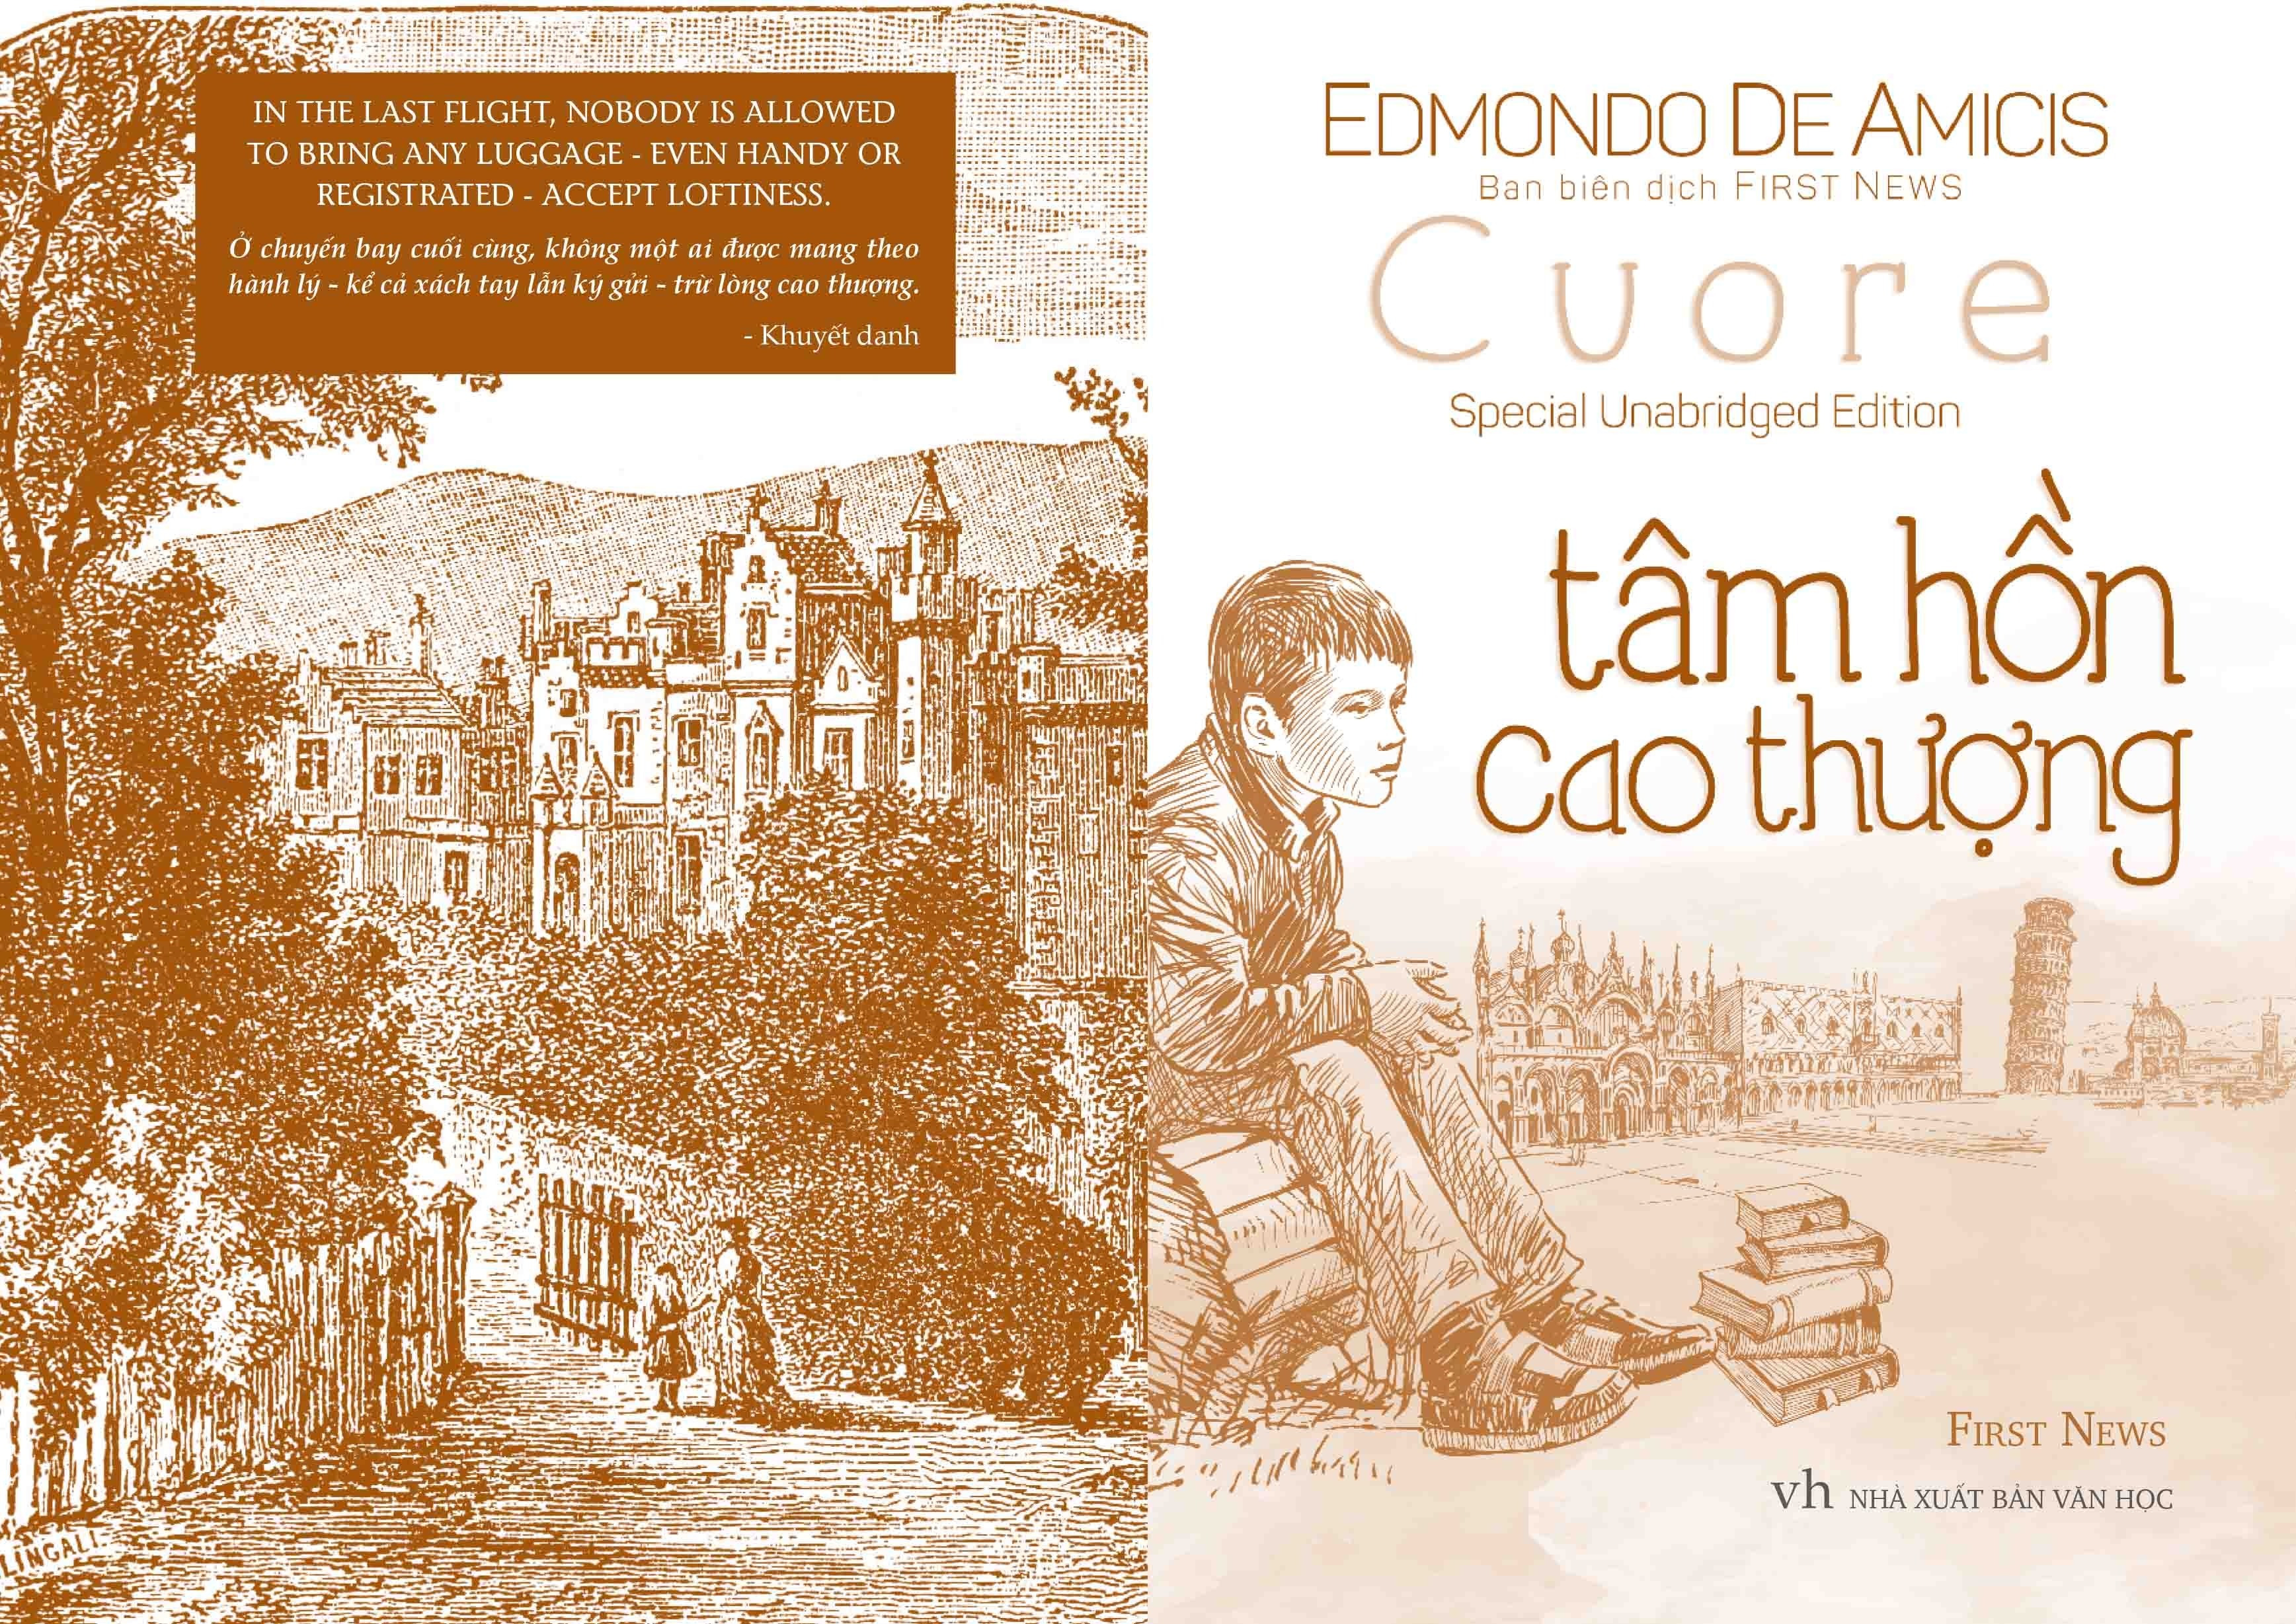 IN THE LAST FLIGHT, NOBODY IS ALLOWED
TO BRING ANY LUGGAGE - EVEN HANDY OR
REGISTRATED - ACCEPT LOFTINESS.
Ở chuyến bay cuối cùng, không một ai được mang theo
hành lý - kể cả xách tay lẫn ký gửi - trừ lòng cao thượng.
- Khuyết danh
LINGALL
EDMONDO DE AMICIS
Ban biên dịch FIRST NEWS
Cuore
Special Unabridged Edition
tâm hồn
cao thượng
FIRST NEWS
vh NHÀ XUẤT BẢN VĂN HỌC